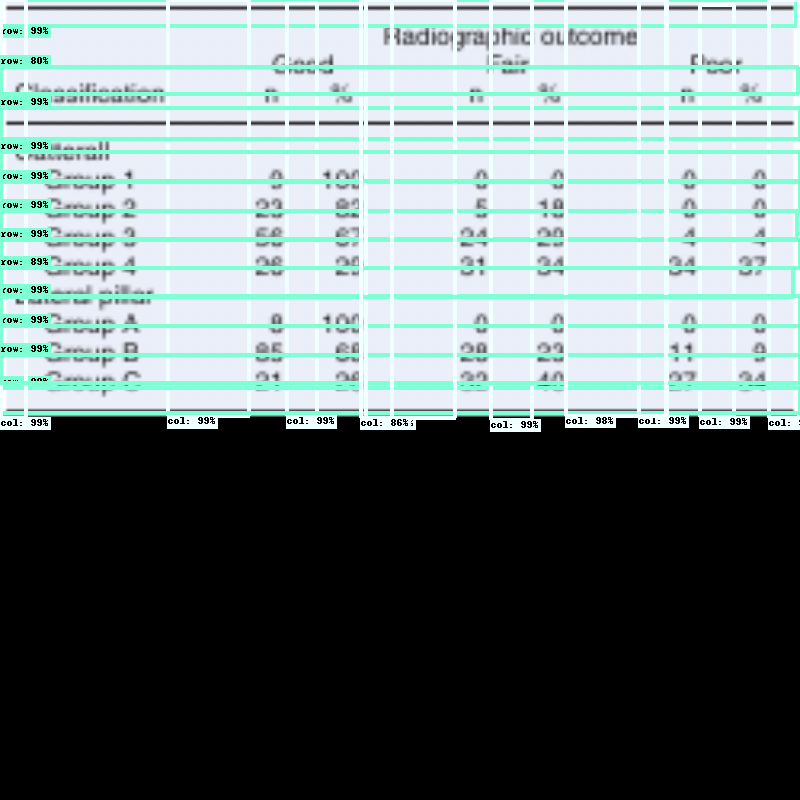 row: 99% Radiographic outcome
row: 80% Good Fair Poor
Classification n % n % n %
row: 99%
row: 99% Catterall
row: 99% Group 1 9 100 0 0 0 0
row: 99% Group 2 23 82 5 18 0 0
row: 99% Group 3 56 67 24 29 4 4
row: 89% Group 4 26 29 31 34 34 37
row: 99% Lateral pillar
row: 99% Group A 8 100 0 0 0 0
row: 99% Group B 85 68 28 23 11 9
Group C 21 26 32 40 27 34
col: 99% col: 99% col: 99% col: 86% col: 99% col: 98% col: 99% col: 99% col: